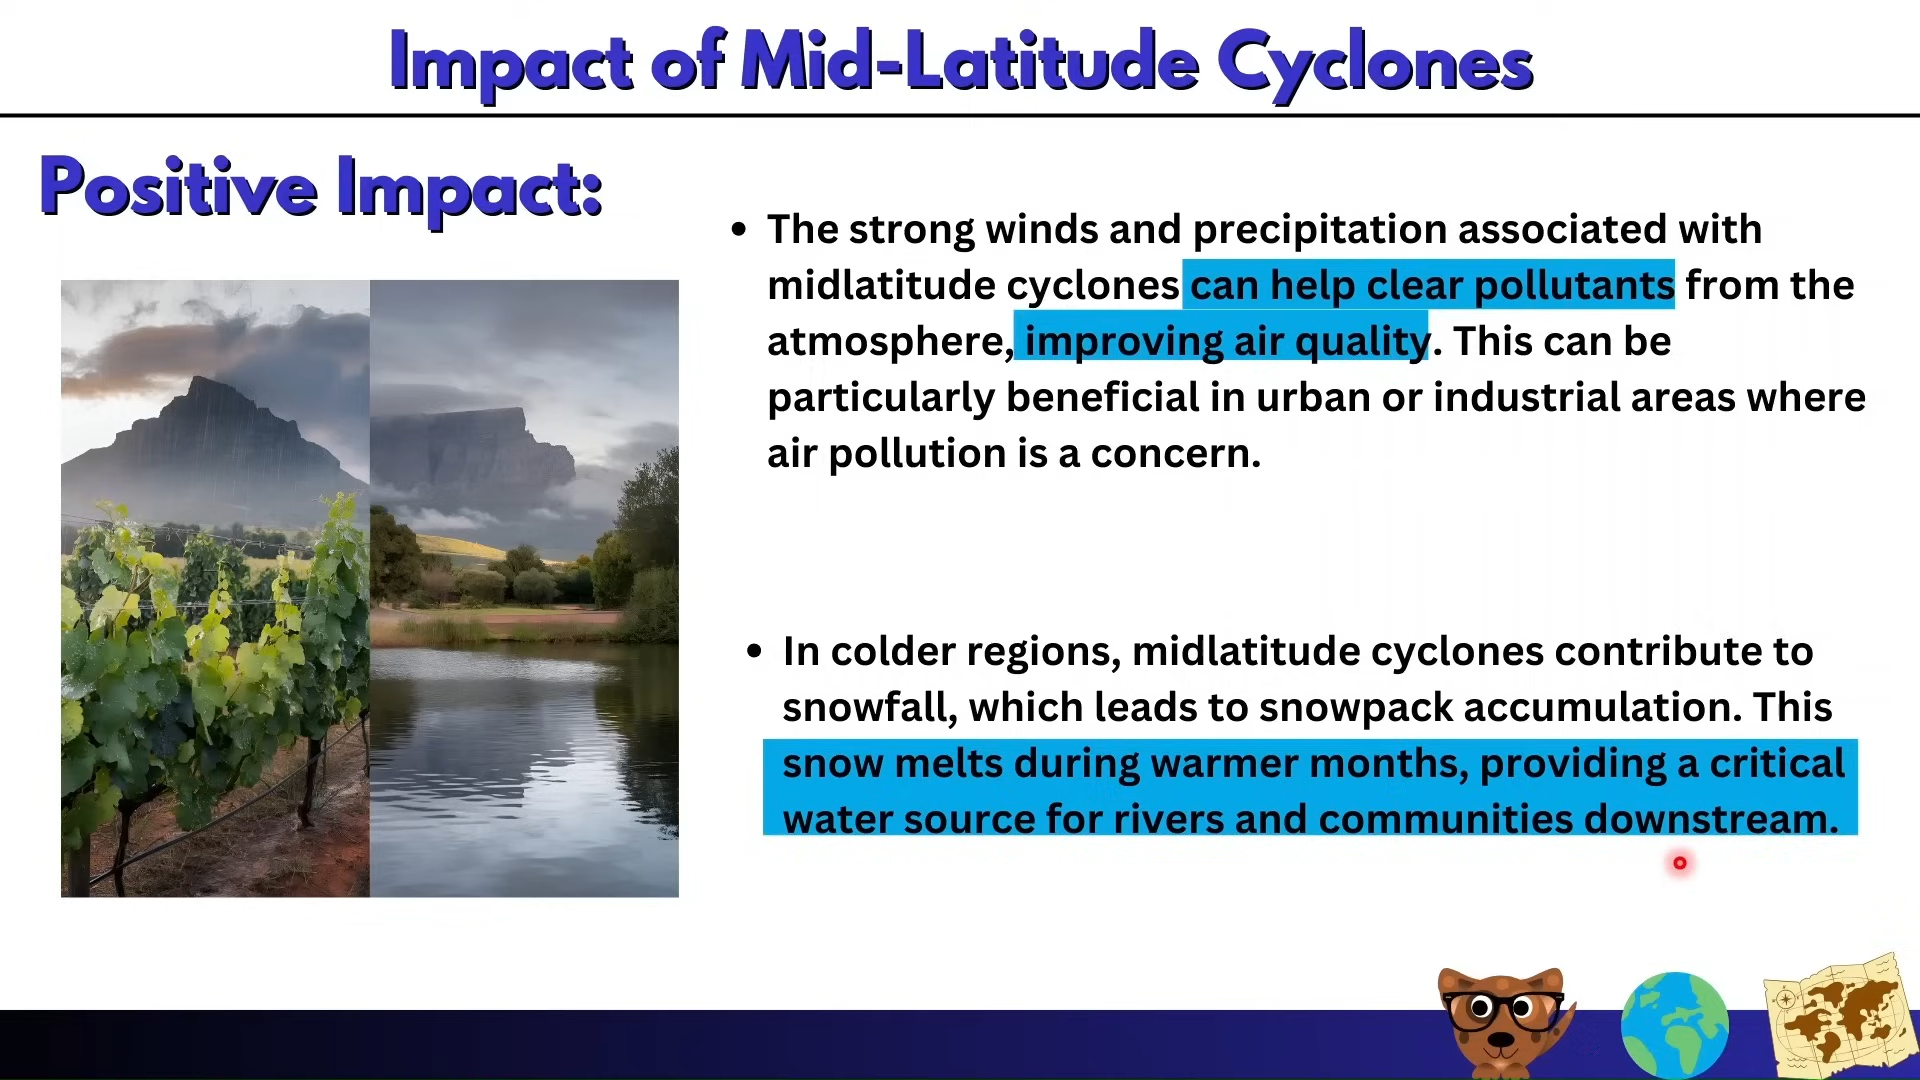 Impact of Mid-Latitude Cyclones
Positive Impact:
• The strong winds and precipitation associated with
midlatitude cyclones can help clear pollutants from the
atmosphere, improving air quality. This can be
particularly beneficial in urban or industrial areas where
air pollution is a concern.
• In colder regions, midlatitude cyclones contribute to
snowfall, which leads to snowpack accumulation. This
snow melts during warmer months, providing a critical
water source for rivers and communities downstream.